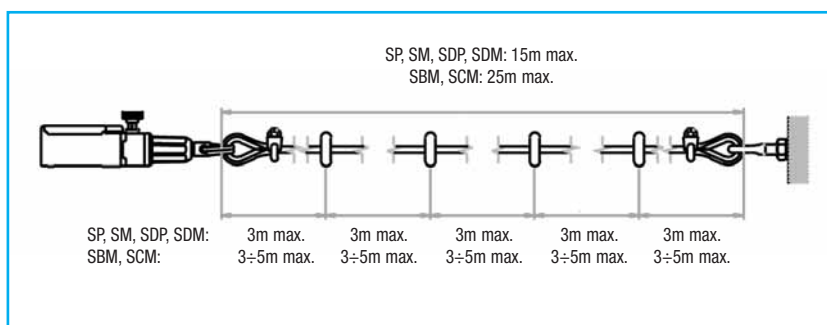 SP, SM, SDP, SDM: 15m max.
SBM, SCM: 25m max.
SP, SM, SDP, SDM: 3m max. 3m max. 3m max. 3m max. 3m max.
SBM, SCM: 3÷5m max. 3÷5m max. 3÷5m max. 3÷5m max. 3÷5m max.